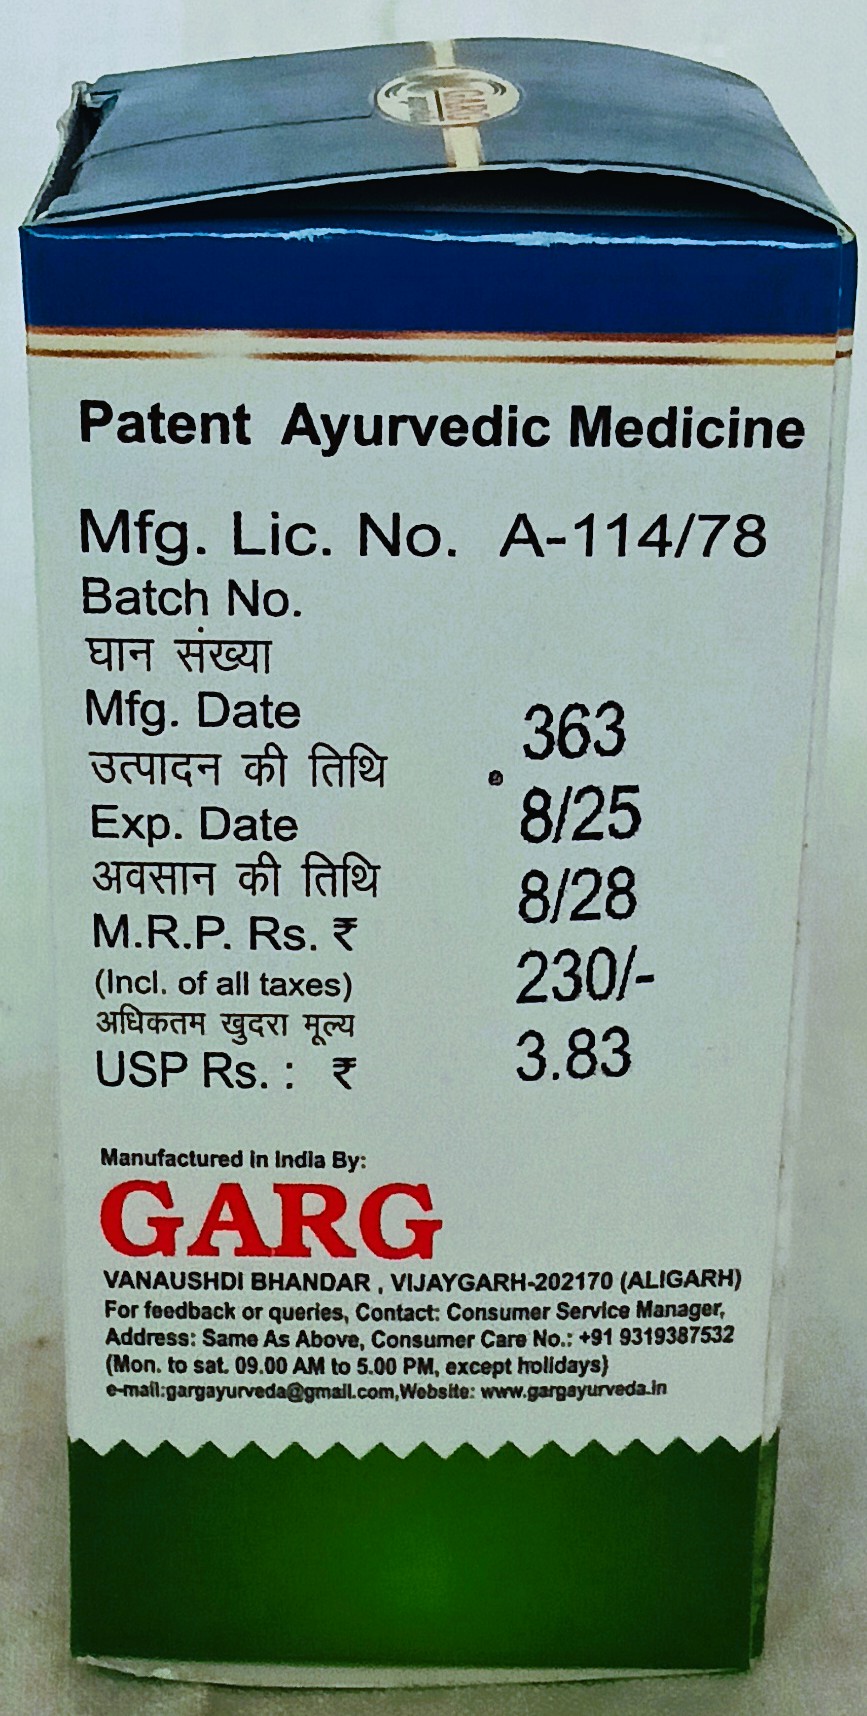 GARG
Patent Ayurvedic Medicine
Mfg. Lic. No. A-114/78
Batch No.
घान संख्या
Mfg. Date 363
उत्पादन की तिथि
Exp. Date 8/25
अवसान की तिथि 8/28
M.R.P. Rs. ₹
(Incl. of all taxes) 230/-
अधिकतम खुदरा मूल्य
USP Rs. : ₹ 3.83
Manufactured in India By:
GARG
VANAUSHDI BHANDAR , VIJAYGARH-202170 (ALIGARH)
For feedback or queries, Contact: Consumer Service Manager,
Address: Same As Above, Consumer Care No.: +91 9319387532
(Mon. to sat. 09.00 AM to 5.00 PM, except holidays)
e-mail:gargayurveda@gmail.com,Website: www.gargayurveda.in